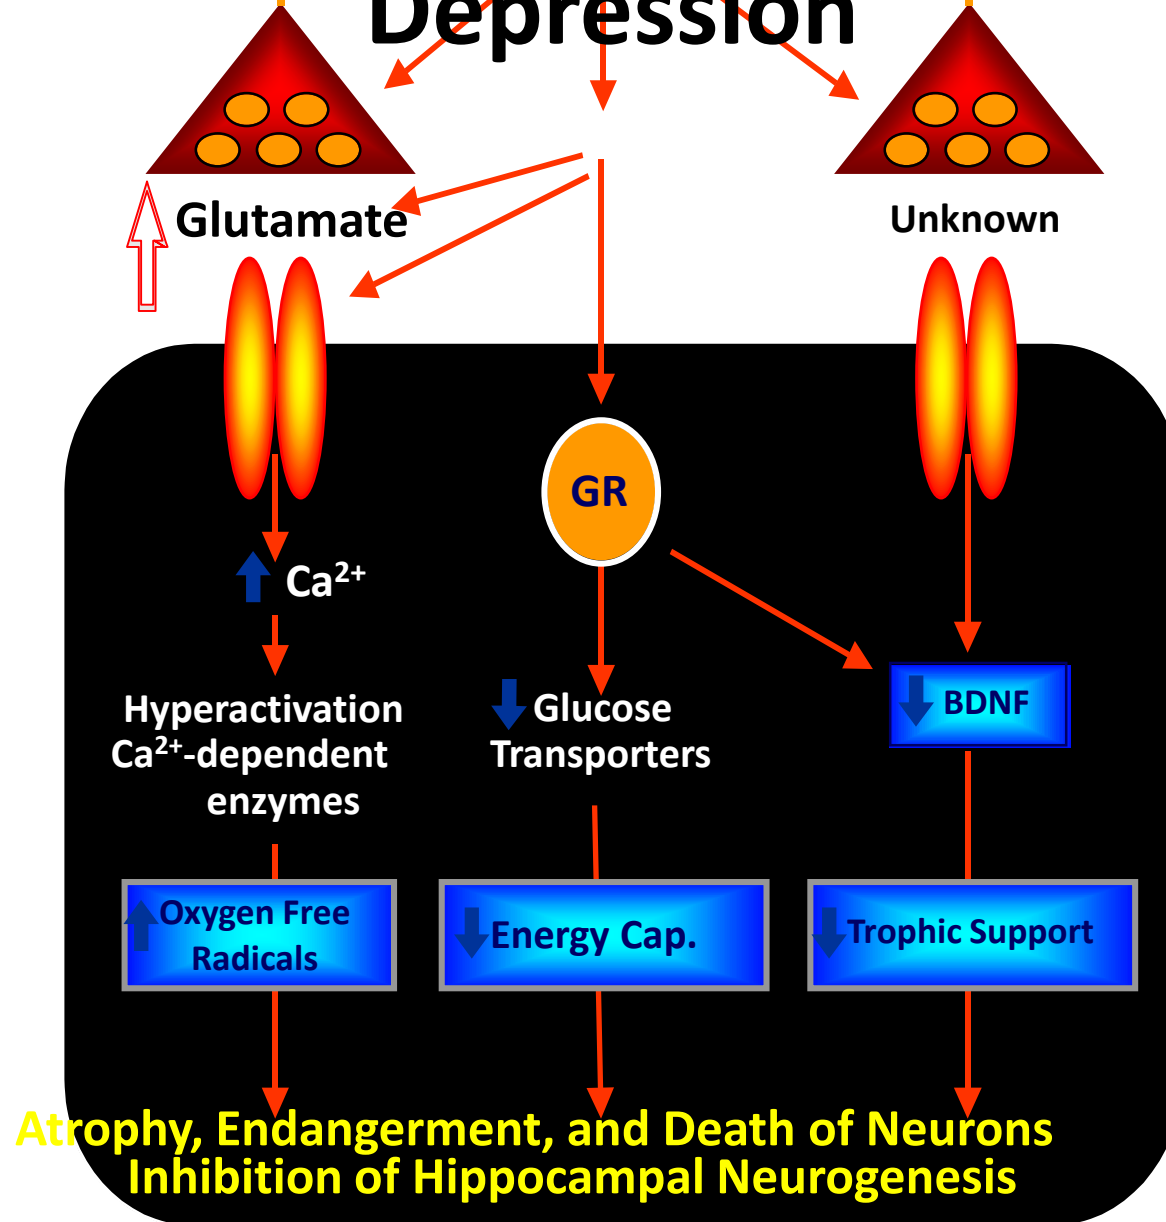 Depression
Glutamate
Unknown
GR
Ca²⁺
Hyperactivation
Ca²⁺-dependent
enzymes
Glucose
Transporters
BDNF
Oxygen Free
Radicals
Energy Cap.
Trophic Support
Atrophy, Endangerment, and Death of Neurons
Inhibition of Hippocampal Neurogenesis